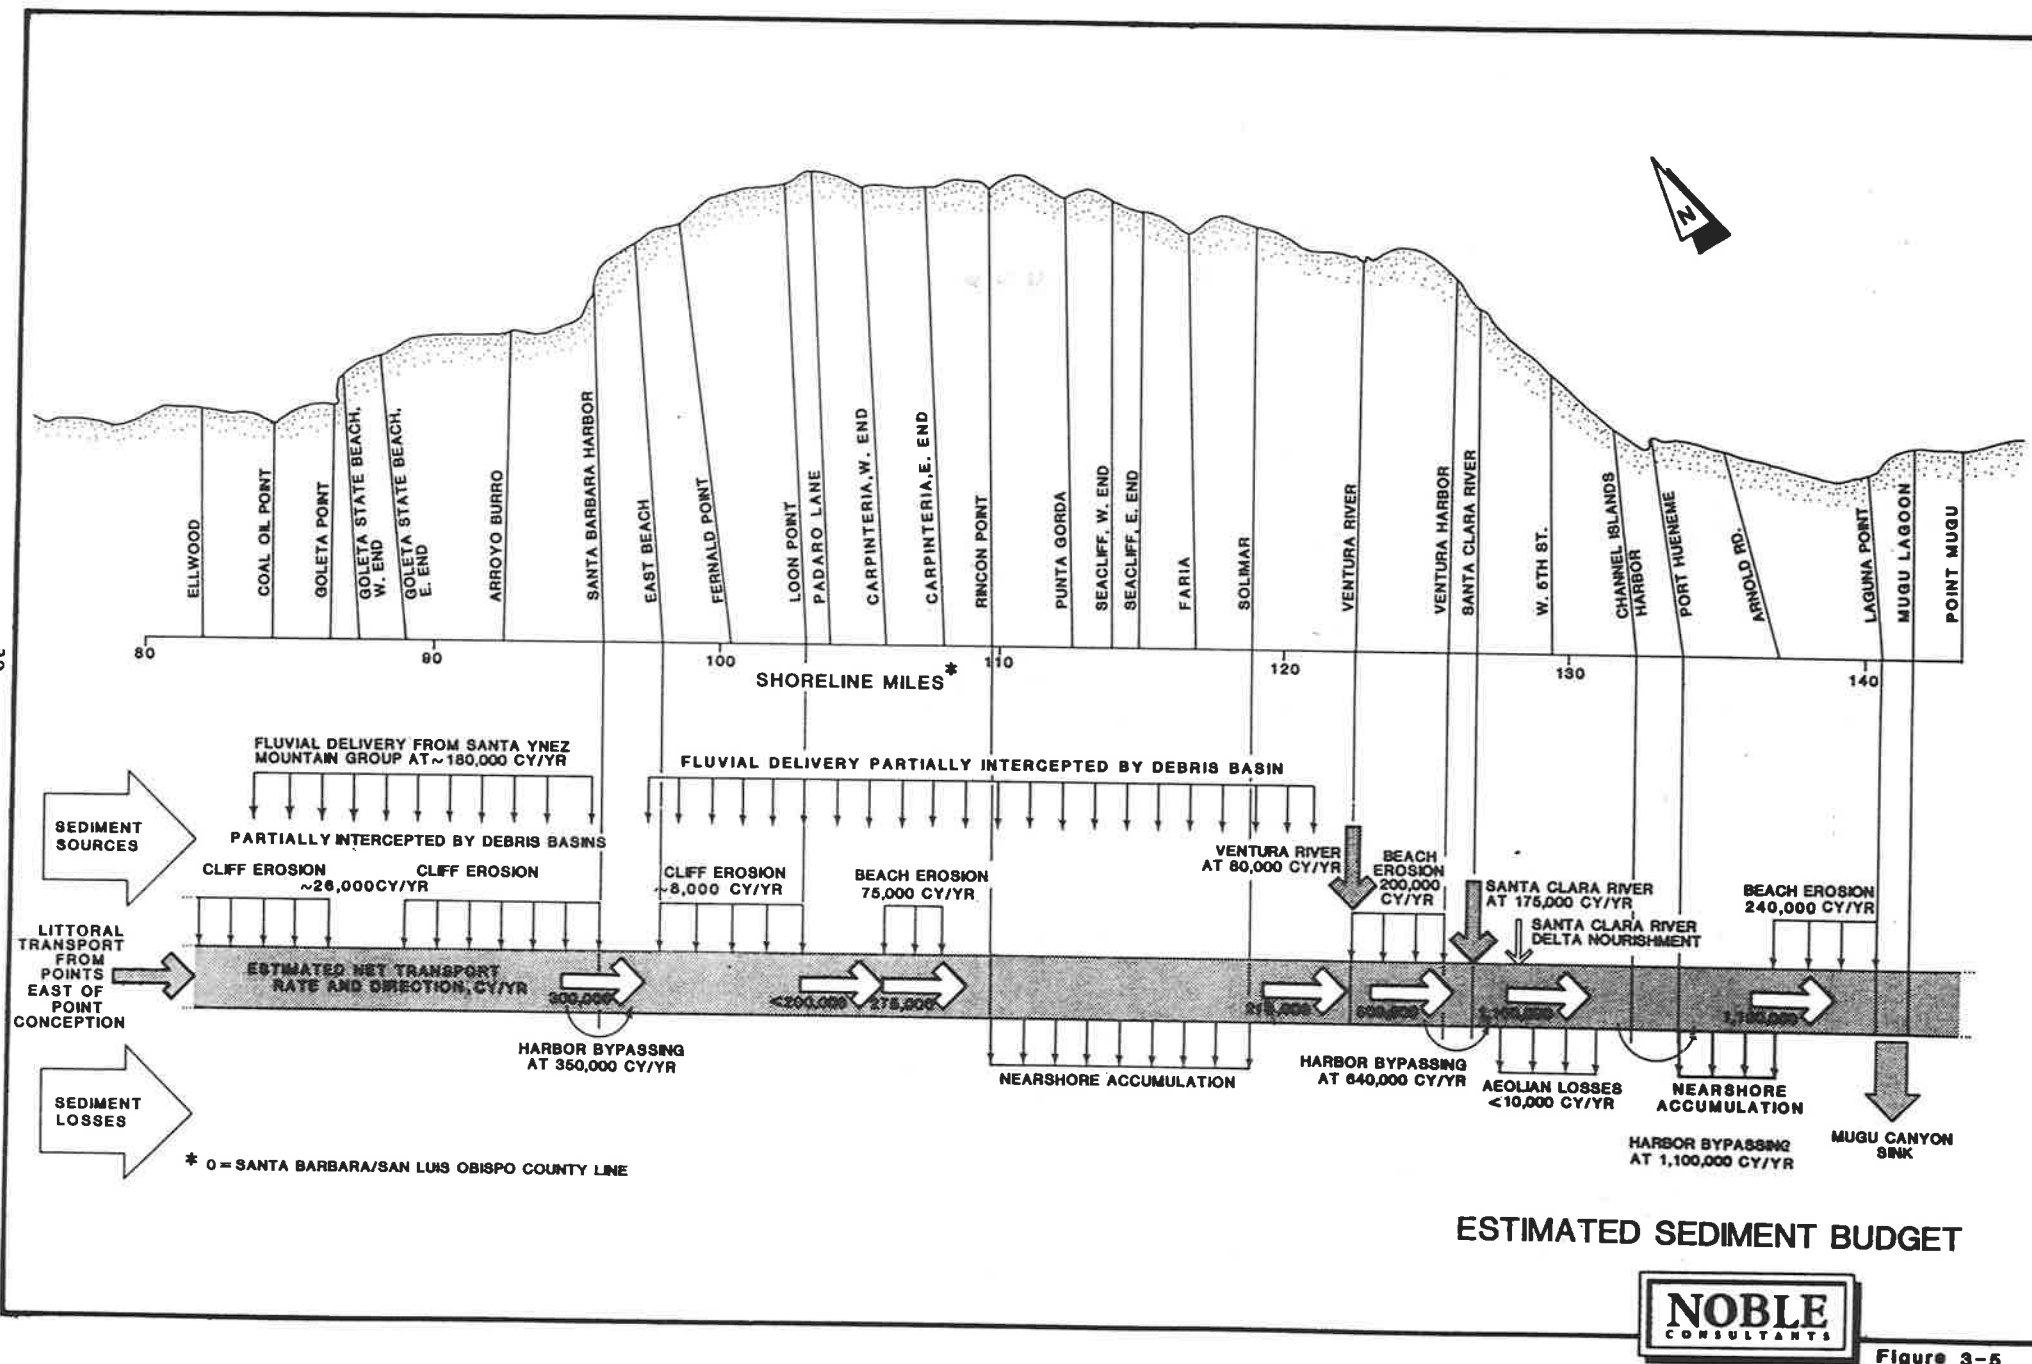 N
ELLWOOD
COAL OIL POINT
GOLETA POINT
GOLETA STATE BEACH,
W. END
GOLETA STATE BEACH,
E. END
ARROYO BURRO
SANTA BARBARA HARBOR
EAST BEACH
FERNALD POINT
LOON POINT
PADARO LANE
CARPINTERIA, W. END
CARPINTERIA, E. END
RINCON POINT
PUNTA GORDA
SEACLIFF, W. END
SEACLIFF, E. END
FARIA
SOLIMAR
VENTURA RIVER
VENTURA HARBOR
SANTA CLARA RIVER
W. 5TH ST.
CHANNEL ISLANDS
HARBOR
PORT HUENEME
ARNOLD RD.
LAGUNA POINT
MUGU LAGOON
POINT MUGU
80
90
100
110
120
130
140
SHORELINE MILES*
FLUVIAL DELIVERY FROM SANTA YNEZ
MOUNTAIN GROUP AT ~180,000 CY/YR
PARTIALLY INTERCEPTED BY DEBRIS BASINS
FLUVIAL DELIVERY PARTIALLY INTERCEPTED BY DEBRIS BASIN
SEDIMENT
SOURCES
CLIFF EROSION
~26,000CY/YR
CLIFF EROSION
CLIFF EROSION
~8,000 CY/YR
BEACH EROSION
75,000 CY/YR
VENTURA RIVER
AT 80,000 CY/YR
BEACH
EROSION
200,000
CY/YR
SANTA CLARA RIVER
AT 175,000 CY/YR
SANTA CLARA RIVER
DELTA NOURISHMENT
BEACH EROSION
240,000 CY/YR
LITTORAL
TRANSPORT
FROM
POINTS
EAST OF
POINT
CONCEPTION
ESTIMATED NET TRANSPORT
RATE AND DIRECTION, CY/YR
300,000
<200,000
275,000
HARBOR BYPASSING
AT 350,000 CY/YR
NEARSHORE ACCUMULATION
HARBOR BYPASSING
AT 640,000 CY/YR
AEOLIAN LOSSES
<10,000 CY/YR
NEARSHORE
ACCUMULATION
HARBOR BYPASSING
AT 1,100,000 CY/YR
MUGU CANYON
SINK
SEDIMENT
LOSSES
* 0 = SANTA BARBARA/SAN LUIS OBISPO COUNTY LINE
ESTIMATED SEDIMENT BUDGET
NOBLE
CONSULTANTS
Figure 3-5